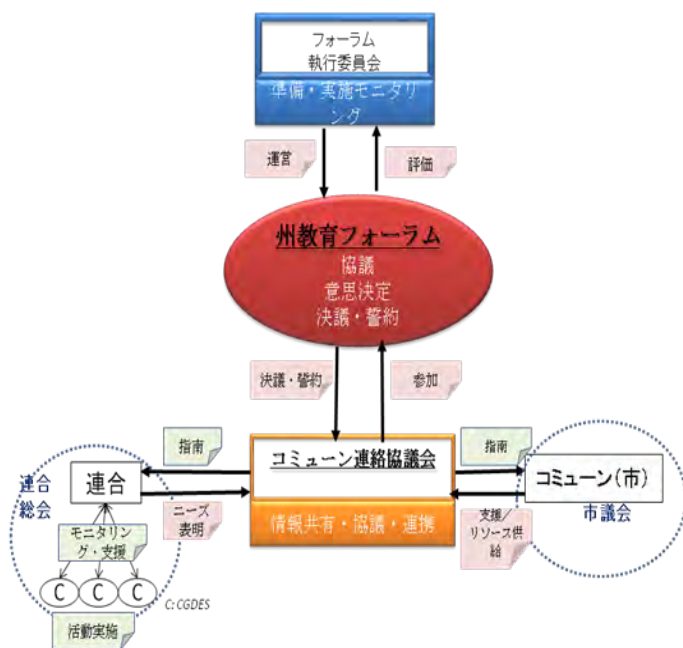 フォーラム
執行委員会
準備・実施モニタリ
ング
運営
評価
州教育フォーラム
協議
意思決定
決議・誓約
決議・誓約
参加
指南
指南
連合
総会
連合
コミューン連絡協議会
コミューン(市)
ニーズ
表明
情報共有・協議・連携
支援/
リソース供
給
市議会
モニタリン
グ・支援
C
C
C
C: CGDES
活動実施